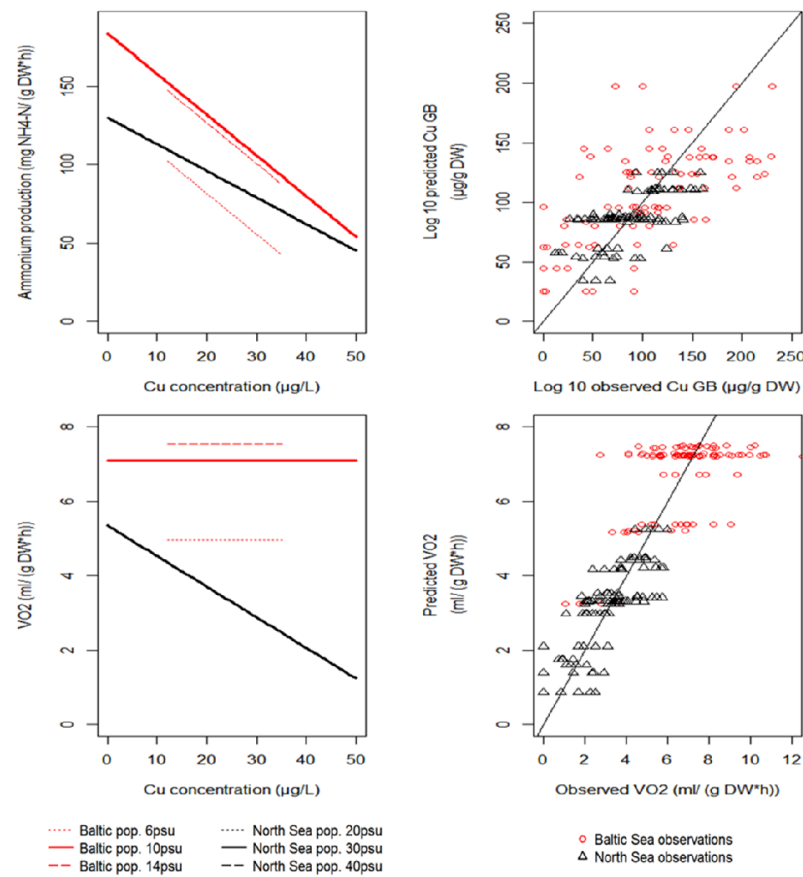 Ammonium production (mg NH4-N/ (g DW*h))
0 50 100 150
0 10 20 30 40 50
Cu concentration (µg/L)
Log 10 predicted Cu GB
(µg/g DW)
0 50 100 150 200 250
0 50 100 150 200 250
Log 10 observed Cu GB (µg/g DW)
VO2 (ml/ (g DW*h))
0 2 4 6 8
0 10 20 30 40 50
Cu concentration (µg/L)
Predicted VO2
(ml/ (g DW*h))
0 2 4 6 8
0 2 4 6 8 10 12
Observed VO2 (ml/ (g DW*h))
Baltic pop. 6psu
Baltic pop. 10psu
Baltic pop. 14psu
North Sea pop. 20psu
North Sea pop. 30psu
North Sea pop. 40psu
Baltic Sea observations
North Sea observations